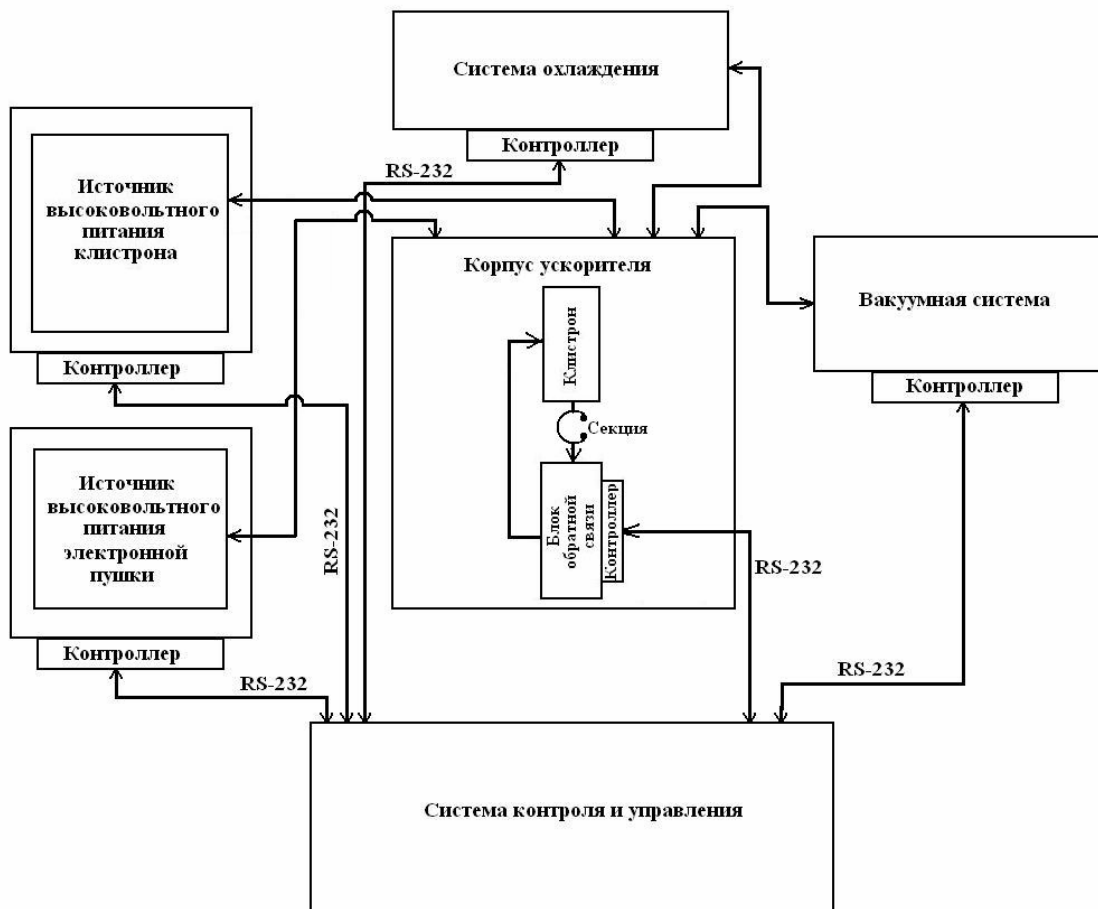 Система охлаждения
Контроллер
RS-232
Источник
высоковольтного
питания
клистрона
Контроллер
Корпус ускорителя
Клистрон
Секция
Блок
обратной
связи
Контроллер
RS-232
Вакуумная система
Контроллер
RS-232
Источник
высоковольтного
питания
электронной
пушки
Контроллер
RS-232
RS-232
Система контроля и управления